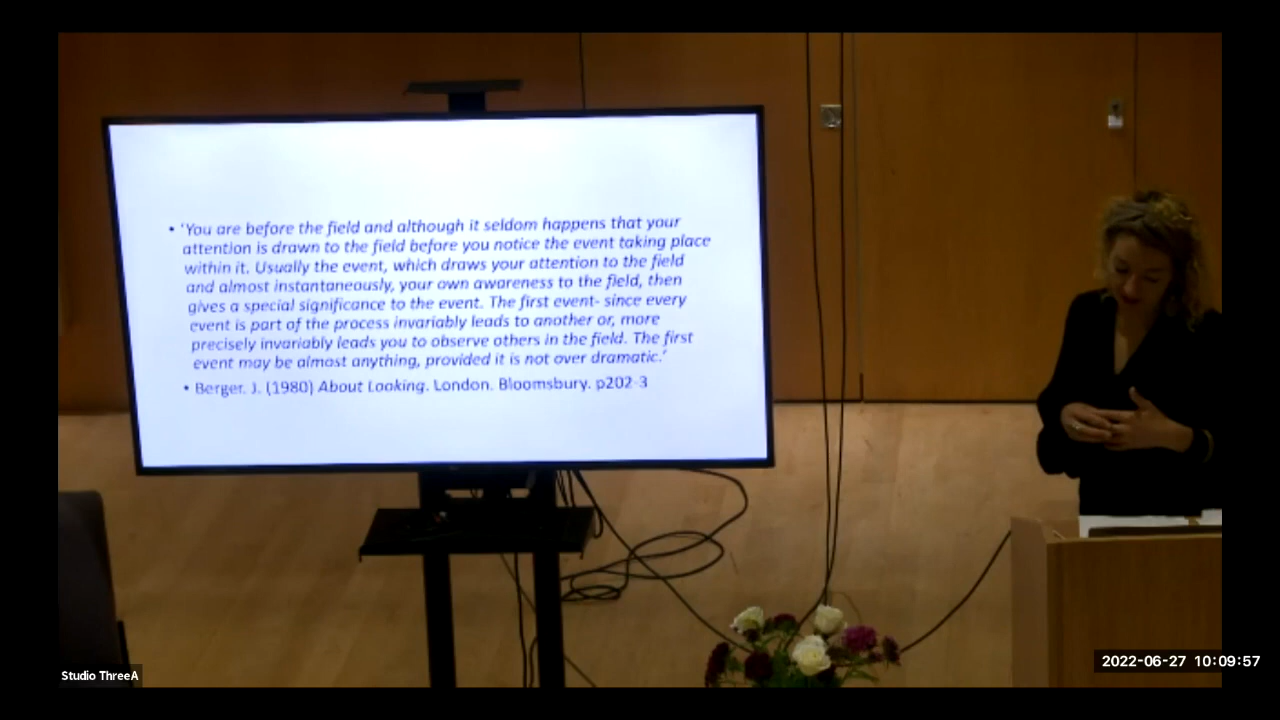 • ‘You are before the field and although it seldom happens that your
attention is drawn to the field before you notice the event taking place
within it. Usually the event, which draws your attention to the field
and almost instantaneously, your own awareness to the field, then
gives a special significance to the event. The first event- since every
event is part of the process invariably leads to another or, more
precisely invariably leads you to observe others in the field. The first
event may be almost anything, provided it is not over dramatic.’
• Berger. J. (1980) About Looking. London. Bloomsbury. p202-3
Studio ThreeA
2022-06-27 10:09:57